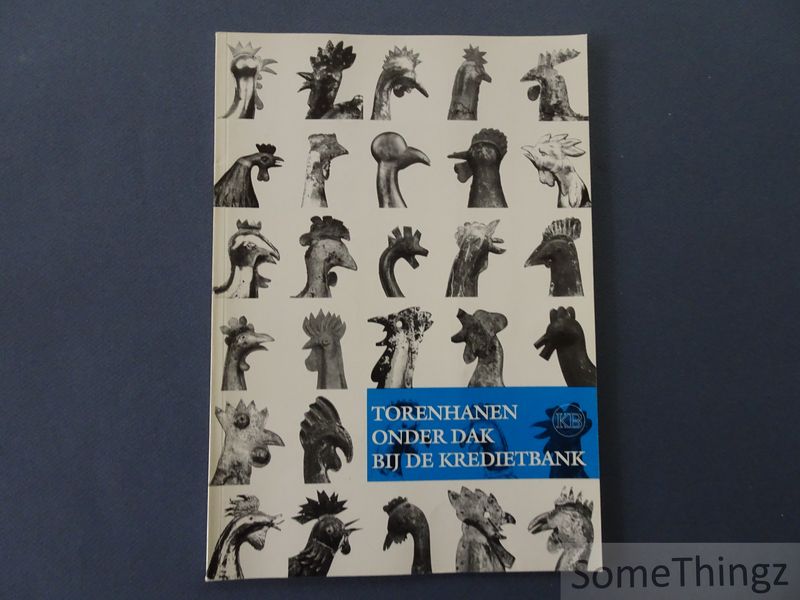 TORENHANEN
ONDER DAK
BIJ DE KREDIETBANK
KB
SomeThingz